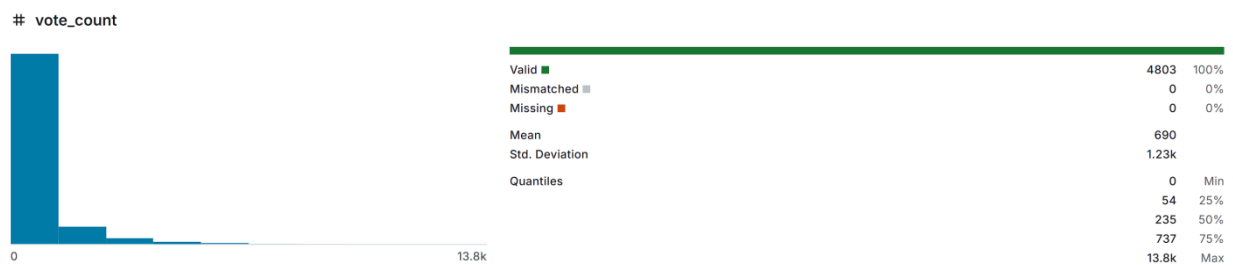 # vote_count
0 13.8k
Valid 4803 100%
Mismatched 0 0%
Missing 0 0%
Mean 690
Std. Deviation 1.23k
Quantiles 0 Min
54 25%
235 50%
737 75%
13.8k Max